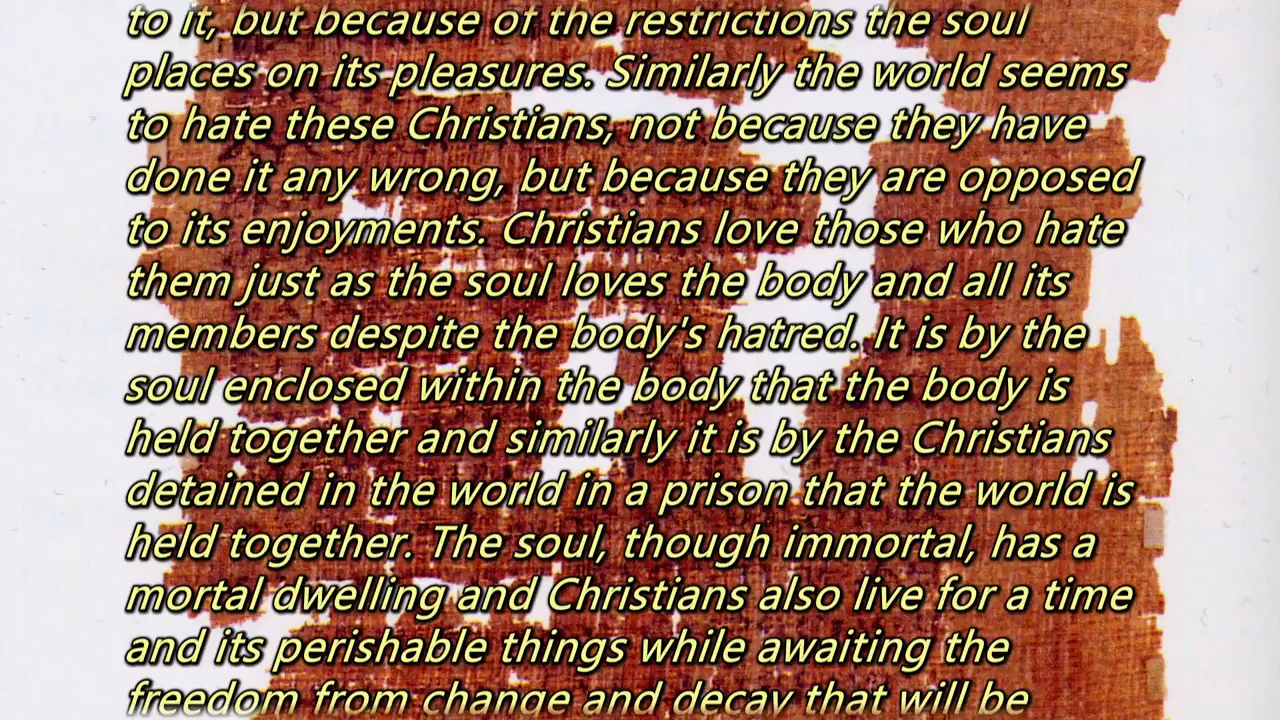 to it, but because of the restrictions the soul
places on its pleasures. Similarly the world seems
to hate these Christians, not because they have
done it any wrong, but because they are opposed
to its enjoyments. Christians love those who hate
them just as the soul loves the body and all its
members despite the body's hatred. It is by the
soul enclosed within the body that the body is
held together and similarly it is by the Christians
detained in the world in a prison that the world is
held together. The soul, though immortal, has a
mortal dwelling and Christians also live for a time
and its perishable things while awaiting the
freedom from change and decay that will be